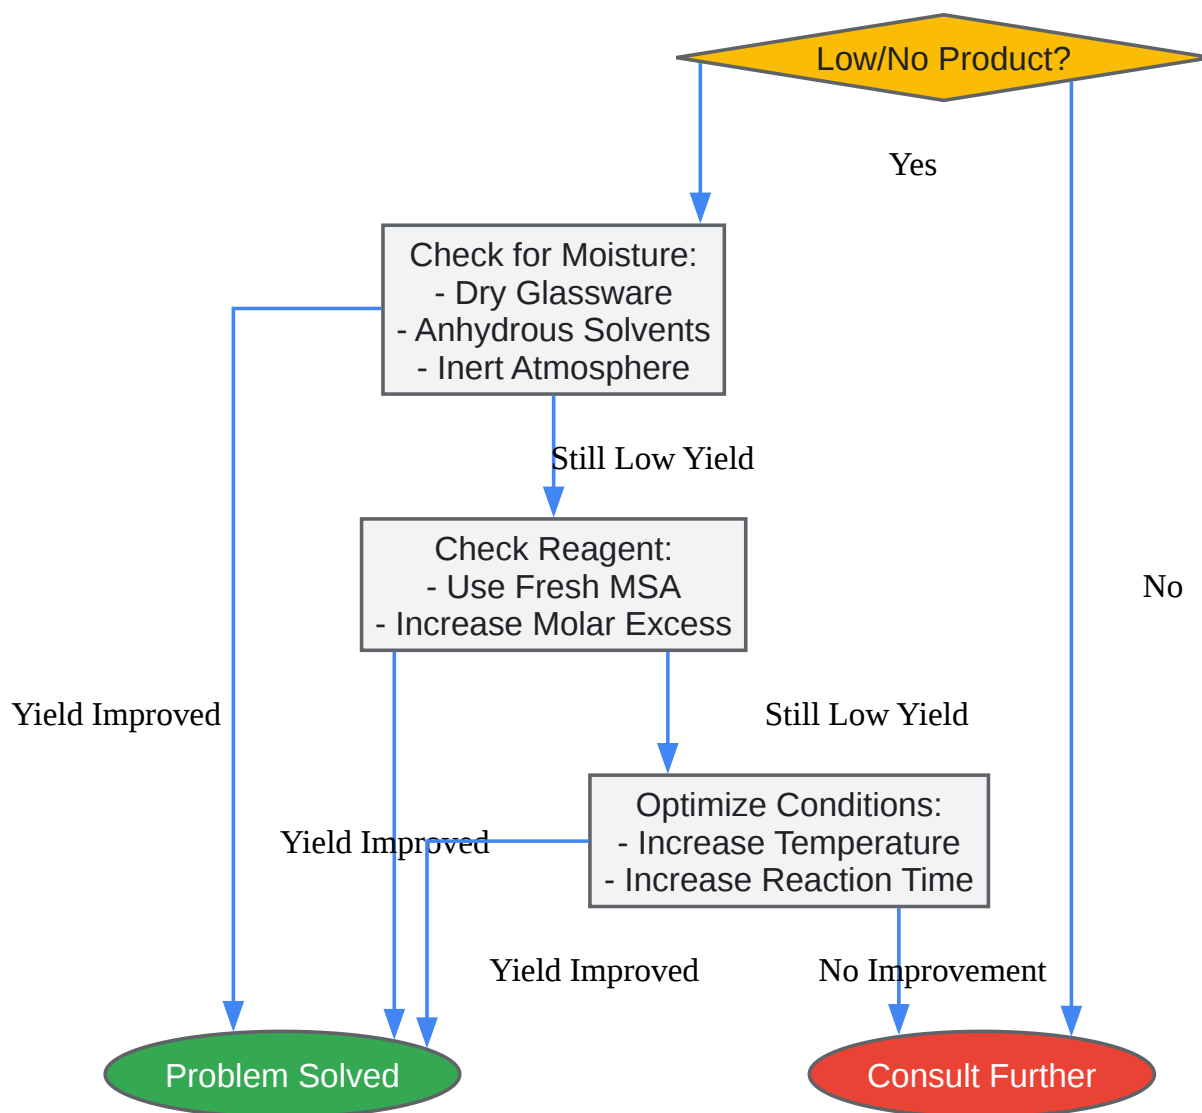 Low/No Product?
Yes
Check for Moisture:
- Dry Glassware
- Anhydrous Solvents
- Inert Atmosphere
Still Low Yield
Check Reagent:
- Use Fresh MSA
- Increase Molar Excess
No
Yield Improved
Still Low Yield
Optimize Conditions:
- Increase Temperature
- Increase Reaction Time
Yield Improved
Yield Improved
No Improvement
Problem Solved
Consult Further